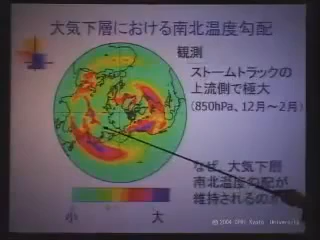 大気下層における南北温度勾配
観測
ストームトラックの
上流側で極大
(850hPa、12月～2月)
なぜ、大気下層
南北温度勾配が
維持されるのか
小 大